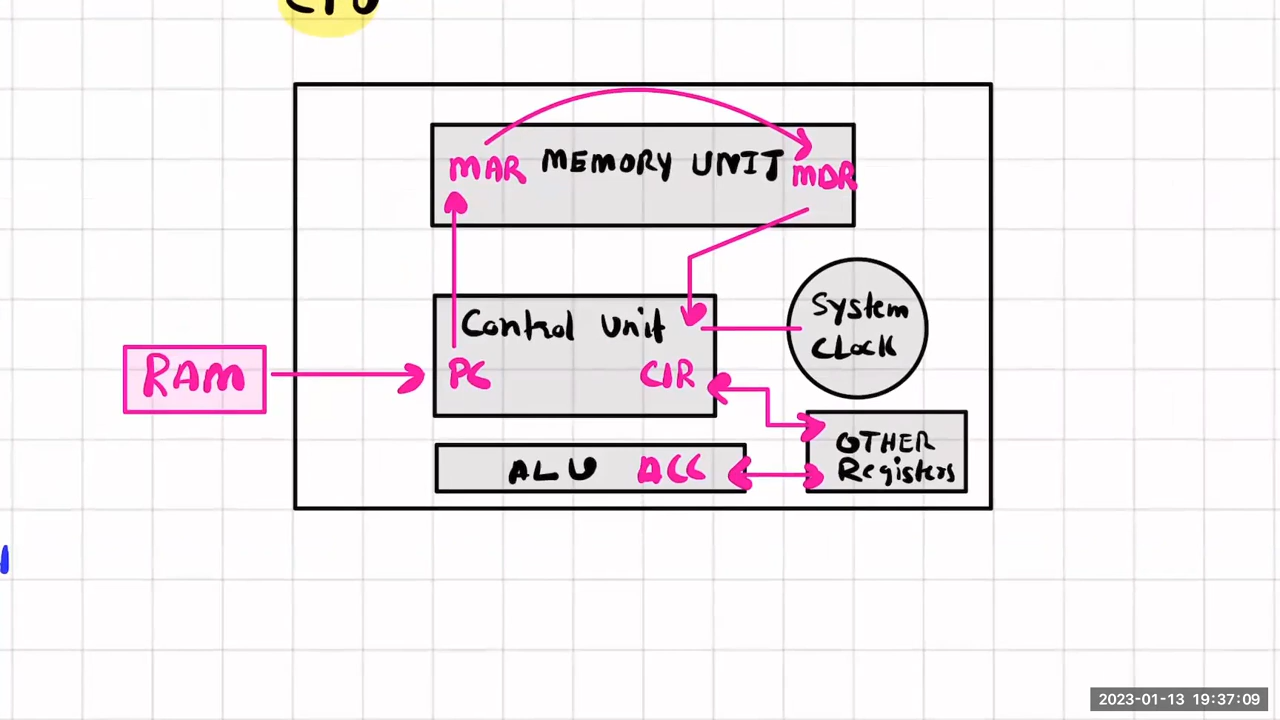 CPU
MAR MEMORY UNIT MDR
System
CLock
Control Unit
RAM
PC CIR
OTHER
Registers
ALU ACC
2023-01-13 19:37:09